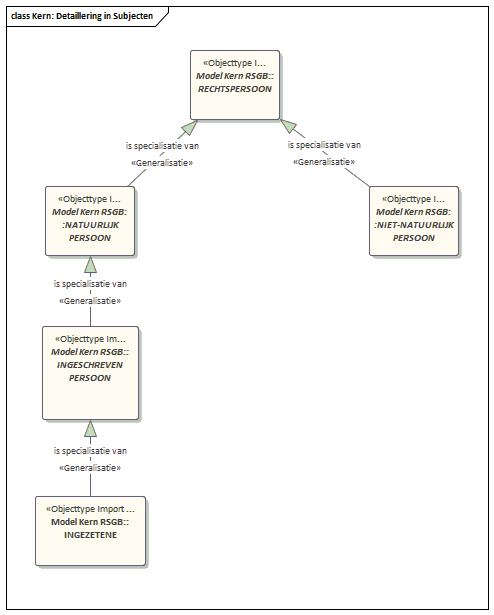 class Kern: Detaillering in Subjecten
«Objecttype I...
Model Kern RSGB::
RECHTSPERSOON
is specialisatie van
«Generalisatie»
is specialisatie van
«Generalisatie»
«Objecttype I...
Model Kern RSGB:
:NATUURLIJK
PERSOON
«Objecttype I...
Model Kern RSGB:
:NIET-NATUURLIJK
PERSOON
is specialisatie van
«Generalisatie»
«Objecttype Im...
Model Kern RSGB::
INGESCHREVEN
PERSOON
is specialisatie van
«Generalisatie»
«Objecttype Import ...
Model Kern RSGB::
INGEZETENE